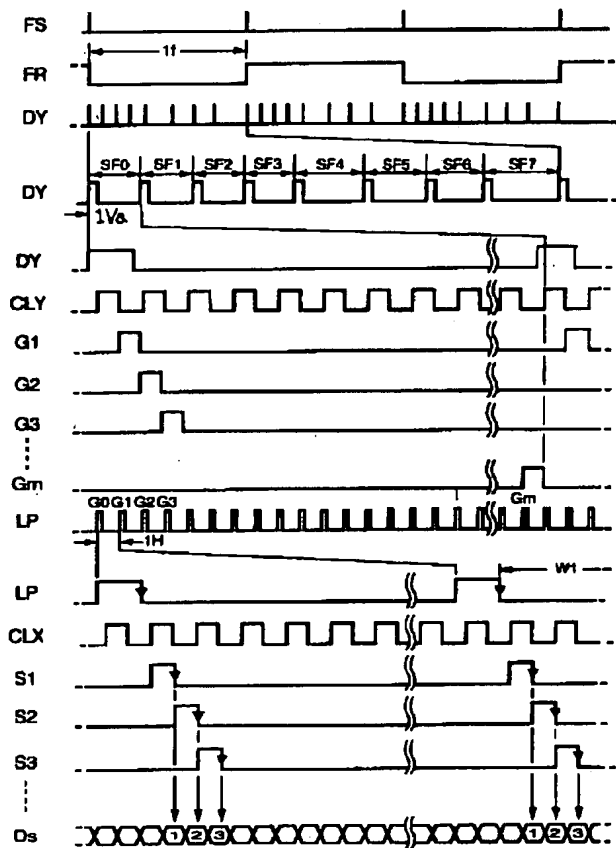 FS
1f
FR
DY
SF0 SF1 SF2 SF3 SF4 SF5 SF6 SF7
DY
1Va
DY
CLY
G1
G2
G3
Gm
Gm
G0 G1 G2 G3
LP
1H
W1
LP
CLX
S1
S2
S3
Ds 1 2 3 1 2 3